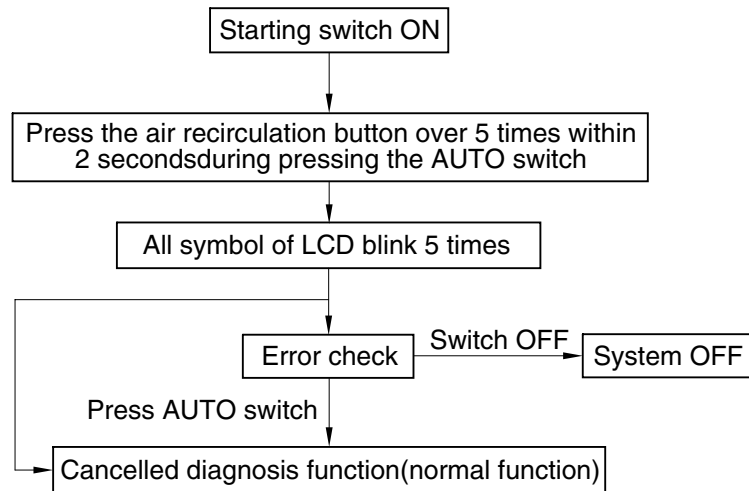 Starting switch ON
Press the air recirculation button over 5 times within
2 secondsduring pressing the AUTO switch
All symbol of LCD blink 5 times
Error check
Switch OFF
System OFF
Press AUTO switch
Cancelled diagnosis function(normal function)